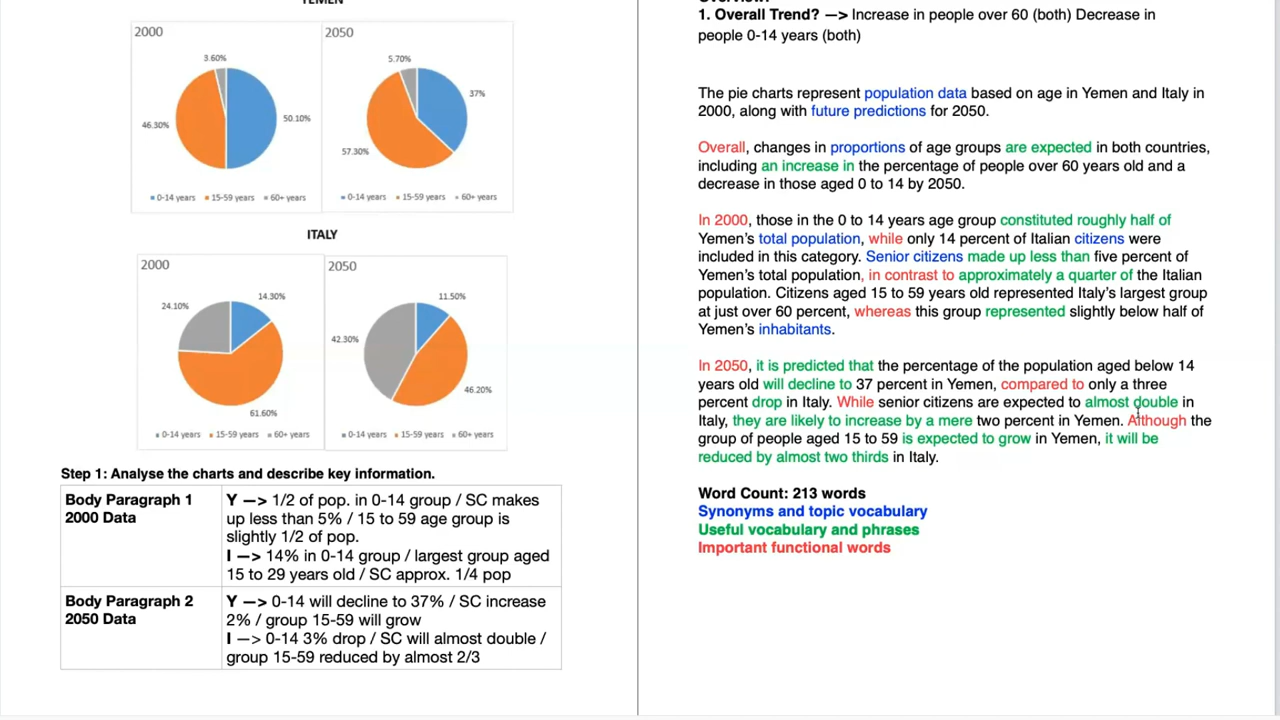 YEMEN
2000
3.60%
46.30%
50.10%
0-14 years 15-59 years 60+ years
2050
5.70%
37%
57.30%
0-14 years 15-59 years 60+ years
ITALY
2000
24.10%
14.30%
61.60%
0-14 years 15-59 years 60+ years
2050
11.50%
42.30%
46.20%
0-14 years 15-59 years 60+ years
Step 1: Analyse the charts and describe key information.
Body Paragraph 1
2000 Data
Y —> 1/2 of pop. in 0-14 group / SC makes
up less than 5% / 15 to 59 age group is
slightly 1/2 of pop.
I —> 14% in 0-14 group / largest group aged
15 to 29 years old / SC approx. 1/4 pop
Body Paragraph 2
2050 Data
Y —> 0-14 will decline to 37% / SC increase
2% / group 15-59 will grow
I —> 0-14 3% drop / SC will almost double /
group 15-59 reduced by almost 2/3
1. Overall Trend? —> Increase in people over 60 (both) Decrease in
people 0-14 years (both)
The pie charts represent population data based on age in Yemen and Italy in
2000, along with future predictions for 2050.
Overall, changes in proportions of age groups are expected in both countries,
including an increase in the percentage of people over 60 years old and a
decrease in those aged 0 to 14 by 2050.
In 2000, those in the 0 to 14 years age group constituted roughly half of
Yemen's total population, while only 14 percent of Italian citizens were
included in this category. Senior citizens made up less than five percent of
Yemen's total population, in contrast to approximately a quarter of the Italian
population. Citizens aged 15 to 59 years old represented Italy's largest group
at just over 60 percent, whereas this group represented slightly below half of
Yemen's inhabitants.
In 2050, it is predicted that the percentage of the population aged below 14
years old will decline to 37 percent in Yemen, compared to only a three
percent drop in Italy. While senior citizens are expected to almost double in
Italy, they are likely to increase by a mere two percent in Yemen. Although the
group of people aged 15 to 59 is expected to grow in Yemen, it will be
reduced by almost two thirds in Italy.
Word Count: 213 words
Synonyms and topic vocabulary
Useful vocabulary and phrases
Important functional words